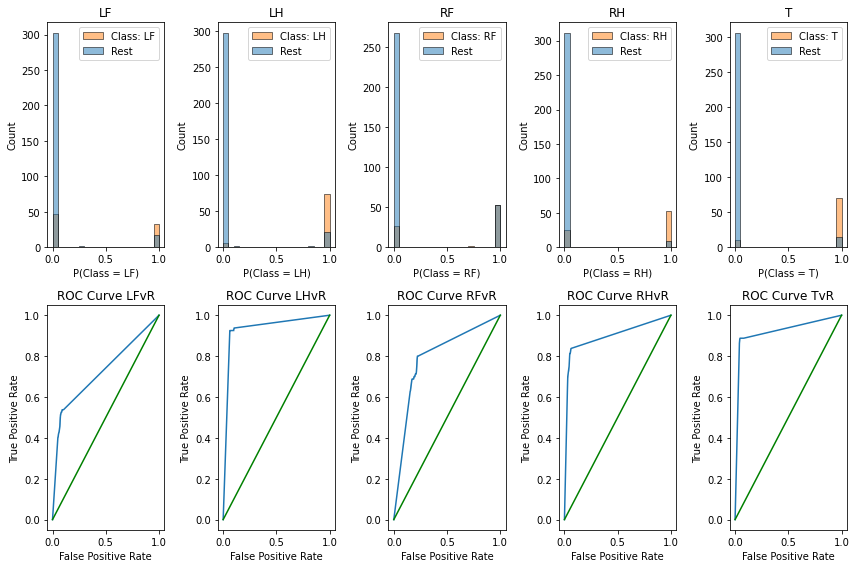 LF
LH
RF
RH
T
Class: LF
Rest
Class: LH
Rest
Class: RF
Rest
Class: RH
Rest
Class: T
Rest
300
250
200
150
100
50
0
Count
0.0 0.5 1.0
P(Class = LF)
300
250
200
150
100
50
0
Count
0.0 0.5 1.0
P(Class = LH)
250
200
150
100
50
0
Count
0.0 0.5 1.0
P(Class = RF)
300
250
200
150
100
50
0
Count
0.0 0.5 1.0
P(Class = RH)
300
250
200
150
100
50
0
Count
0.0 0.5 1.0
P(Class = T)
ROC Curve LFvR
1.0
0.8
0.6
0.4
0.2
0.0
True Positive Rate
0.0 0.5 1.0
False Positive Rate
ROC Curve LHvR
1.0
0.8
0.6
0.4
0.2
0.0
True Positive Rate
0.0 0.5 1.0
False Positive Rate
ROC Curve RFvR
1.0
0.8
0.6
0.4
0.2
0.0
True Positive Rate
0.0 0.5 1.0
False Positive Rate
ROC Curve RHvR
1.0
0.8
0.6
0.4
0.2
0.0
True Positive Rate
0.0 0.5 1.0
False Positive Rate
ROC Curve TvR
1.0
0.8
0.6
0.4
0.2
0.0
True Positive Rate
0.0 0.5 1.0
False Positive Rate